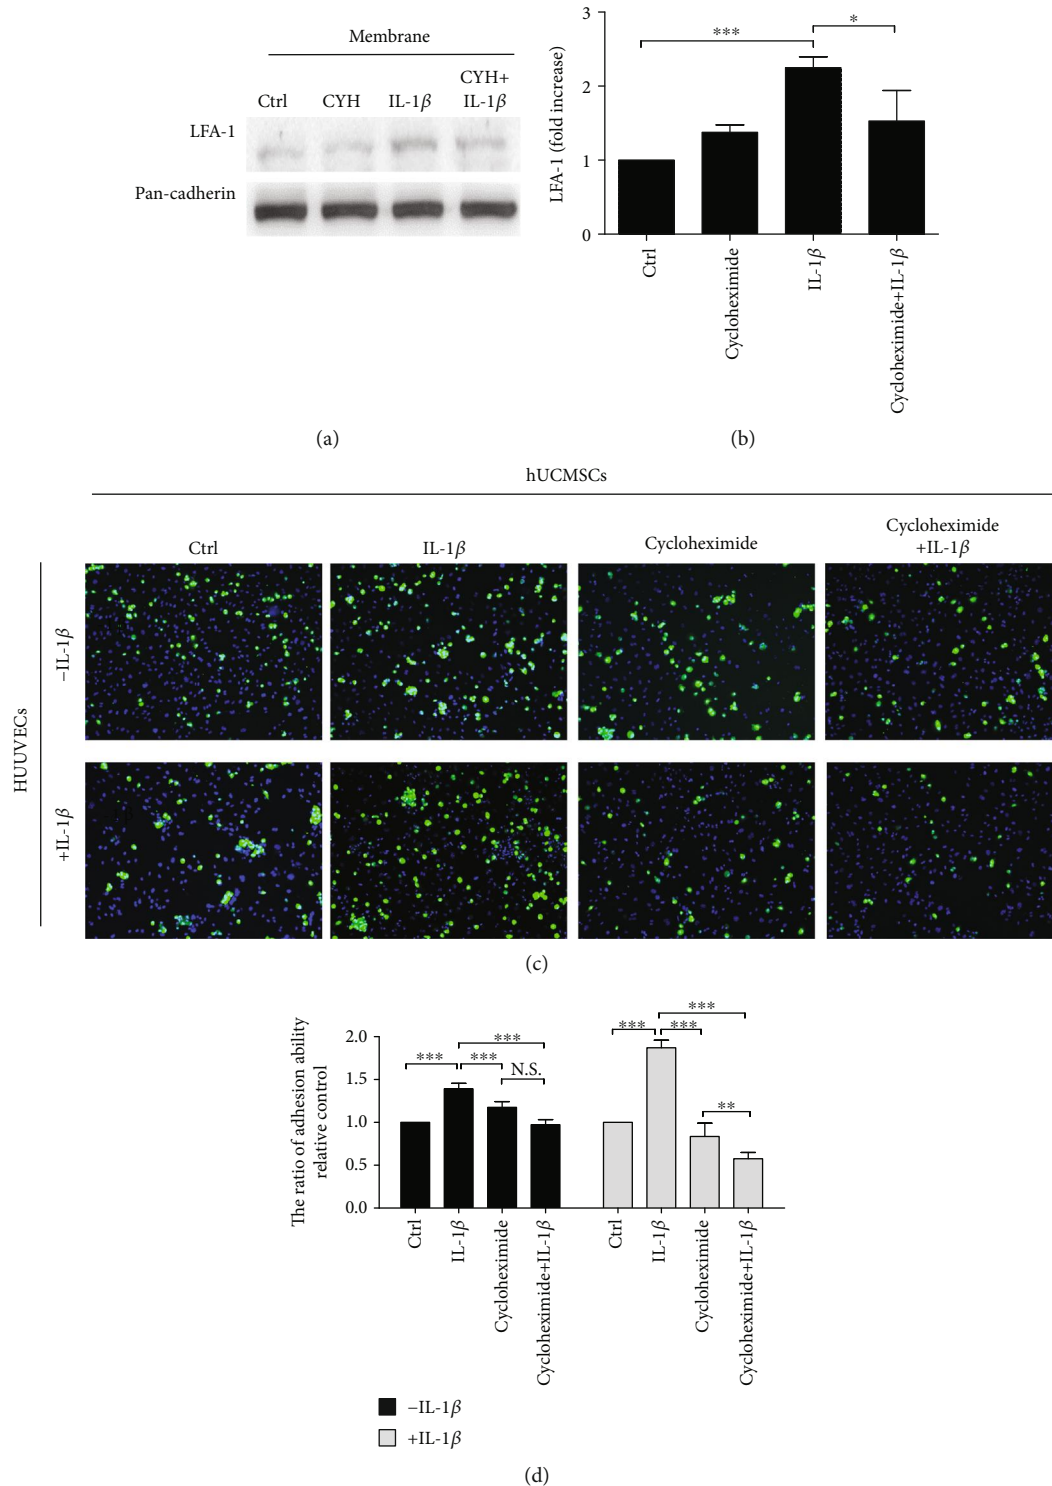 Membrane
Ctrl
CYH
IL-1β
CYH+
IL-1β
LFA-1
Pan-cadherin
(a)
LFA-1 (fold increase)
3
2
1
0
***
*
Ctrl
Cycloheximide
IL-1β
Cycloheximide+IL-1β
(b)
hUCMSCs
Ctrl
IL-1β
Cycloheximide
Cycloheximide
+IL-1β
HUUVECs
−IL-1β
+IL-1β
(c)
The ratio of adhesion ability
relative control
2.0
1.5
1.0
0.5
0.0
***
***
***
N.S.
***
***
***
**
Ctrl
IL-1β
Cycloheximide
Cycloheximide+IL-1β
Ctrl
IL-1β
Cycloheximide
Cycloheximide+IL-1β
−IL-1β
+IL-1β
(d)